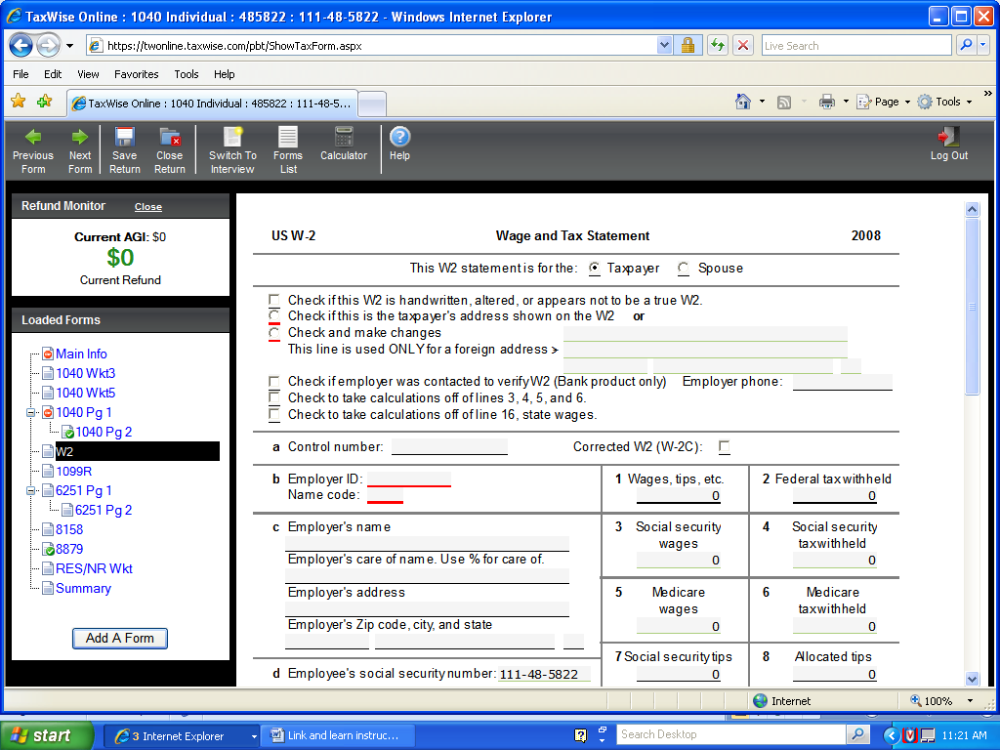 TaxWise Online : 1040 Individual : 485822 : 111-48-5822 - Windows Internet Explorer
https://twonline.taxwise.com/pbt/ShowTaxForm.aspx
Live Search
File Edit View Favorites Tools Help
TaxWise Online : 1040 Individual : 485822 : 111-48-5...
Page Tools »
Previous Form
Next Form
Save Return
Close Return
Switch To Interview
Forms List
Calculator
Help
Log Out
Refund Monitor Close
Current AGI: $0
$0
Current Refund
Loaded Forms
Main Info
1040 Wkt3
1040 Wkt5
1040 Pg 1
1040 Pg 2
W2
1099R
6251 Pg 1
6251 Pg 2
8158
8879
RES/NR Wkt
Summary
Add A Form
US W-2 Wage and Tax Statement 2008
This W2 statement is for the: Taxpayer Spouse
Check if this W2 is handwritten, altered, or appears not to be a true W2.
Check if this is the taxpayer's address shown on the W2 or
Check and make changes
This line is used ONLY for a foreign address >
Check if employer was contacted to verify W2 (Bank product only) Employer phone:
Check to take calculations off of lines 3, 4, 5, and 6.
Check to take calculations off of line 16, state wages.
a Control number: Corrected W2 (W-2C):
b Employer ID:
Name code:
1 Wages, tips, etc.
0
2 Federal tax withheld
0
c Employer's name
Employer's care of name. Use % for care of.
Employer's address
Employer's Zip code, city, and state
3 Social security wages
0
4 Social security tax withheld
0
5 Medicare wages
0
6 Medicare tax withheld
0
7 Social security tips
0
8 Allocated tips
0
d Employee's social security number: 111-48-5822
Internet 100%
start 3 Internet Explorer Link and learn instruc... Search Desktop 11:21 AM